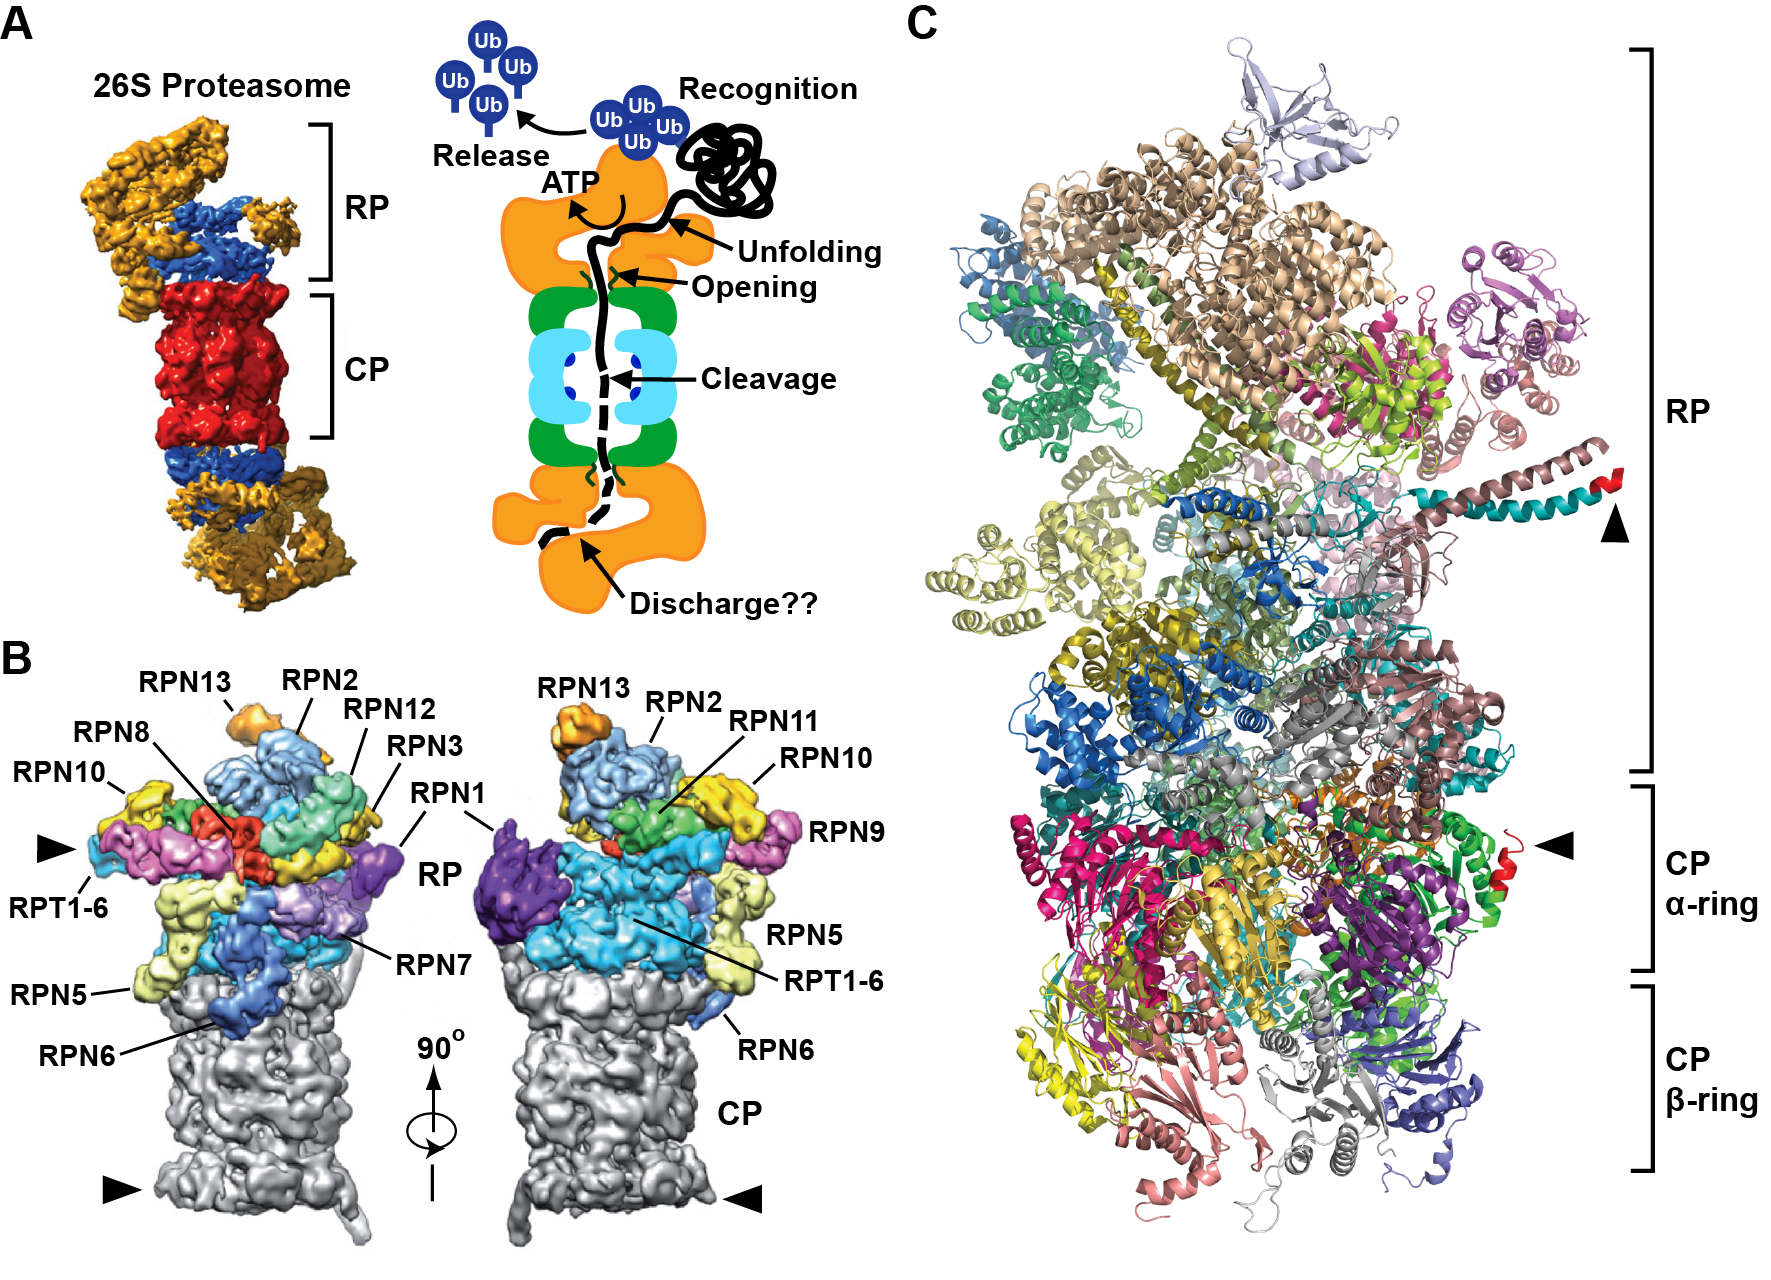 A
26S Proteasome
RP
CP
Ub
Ub
Ub
Ub
Release
Ub
Ub
Ub
Ub
Recognition
ATP
Unfolding
Opening
Cleavage
Discharge??
B
RPN13
RPN2
RPN12
RPN8
RPN3
RPN10
RPN1
RPT1-6
RP
RPN7
RPN5
RPN6
90°
RPN13
RPN2
RPN11
RPN10
RPN9
RPN5
RPT1-6
RPN6
CP
C
RP
CP
α-ring
CP
β-ring